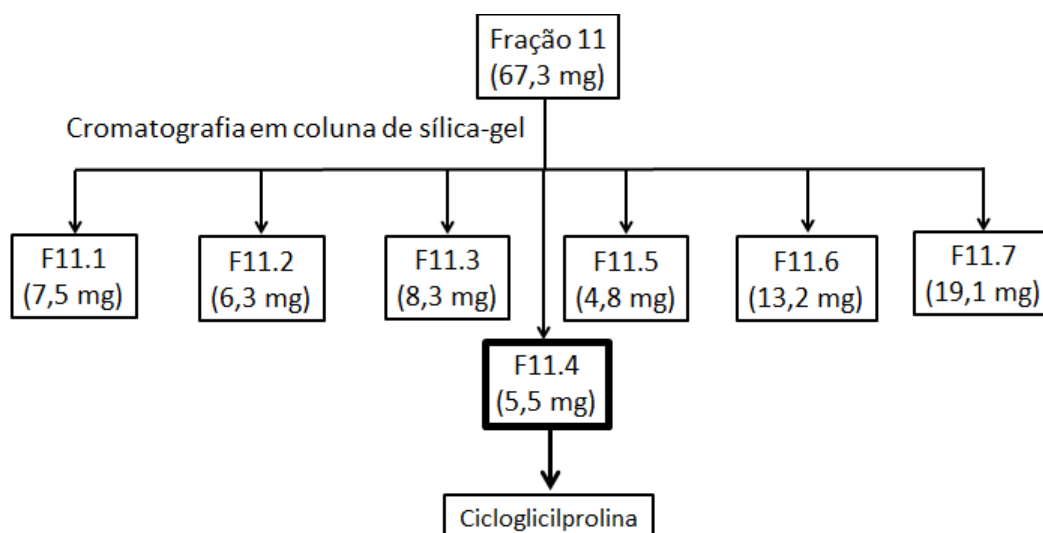 Fração 11
(67,3 mg)
Cromatografia em coluna de sílica-gel
F11.1
(7,5 mg)
F11.2
(6,3 mg)
F11.3
(8,3 mg)
F11.5
(4,8 mg)
F11.6
(13,2 mg)
F11.7
(19,1 mg)
F11.4
(5,5 mg)
Cicloglicilprolina